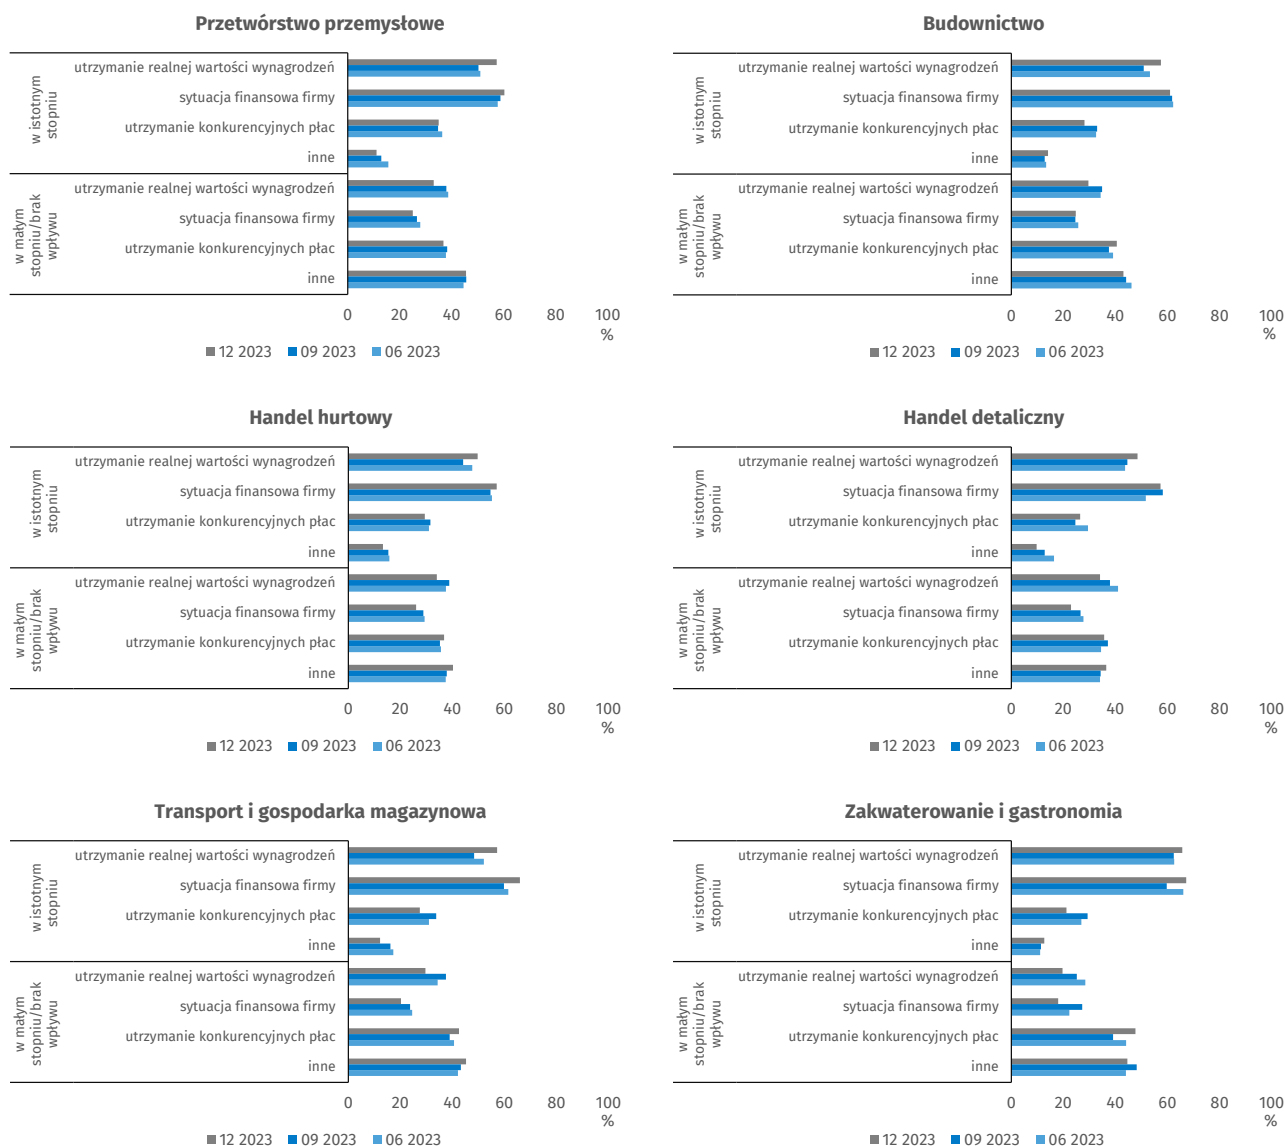 Przetwórstwo przemysłowe
w istotnym
stopniu
utrzymanie realnej wartości wynagrodzeń
sytuacja finansowa firmy
utrzymanie konkurencyjnych płac
inne
w małym
stopniu/brak
wpływu
utrzymanie realnej wartości wynagrodzeń
sytuacja finansowa firmy
utrzymanie konkurencyjnych płac
inne
0 20 40 60 80 100
%
12 2023 09 2023 06 2023
Budownictwo
w istotnym
stopniu
utrzymanie realnej wartości wynagrodzeń
sytuacja finansowa firmy
utrzymanie konkurencyjnych płac
inne
w małym
stopniu/brak
wpływu
utrzymanie realnej wartości wynagrodzeń
sytuacja finansowa firmy
utrzymanie konkurencyjnych płac
inne
0 20 40 60 80 100
%
12 2023 09 2023 06 2023
Handel hurtowy
w istotnym
stopniu
utrzymanie realnej wartości wynagrodzeń
sytuacja finansowa firmy
utrzymanie konkurencyjnych płac
inne
w małym
stopniu/brak
wpływu
utrzymanie realnej wartości wynagrodzeń
sytuacja finansowa firmy
utrzymanie konkurencyjnych płac
inne
0 20 40 60 80 100
%
12 2023 09 2023 06 2023
Handel detaliczny
w istotnym
stopniu
utrzymanie realnej wartości wynagrodzeń
sytuacja finansowa firmy
utrzymanie konkurencyjnych płac
inne
w małym
stopniu/brak
wpływu
utrzymanie realnej wartości wynagrodzeń
sytuacja finansowa firmy
utrzymanie konkurencyjnych płac
inne
0 20 40 60 80 100
%
12 2023 09 2023 06 2023
Transport i gospodarka magazynowa
w istotnym
stopniu
utrzymanie realnej wartości wynagrodzeń
sytuacja finansowa firmy
utrzymanie konkurencyjnych płac
inne
w małym
stopniu/brak
wpływu
utrzymanie realnej wartości wynagrodzeń
sytuacja finansowa firmy
utrzymanie konkurencyjnych płac
inne
0 20 40 60 80 100
%
12 2023 09 2023 06 2023
Zakwaterowanie i gastronomia
w istotnym
stopniu
utrzymanie realnej wartości wynagrodzeń
sytuacja finansowa firmy
utrzymanie konkurencyjnych płac
inne
w małym
stopniu/brak
wpływu
utrzymanie realnej wartości wynagrodzeń
sytuacja finansowa firmy
utrzymanie konkurencyjnych płac
inne
0 20 40 60 80 100
%
12 2023 09 2023 06 2023